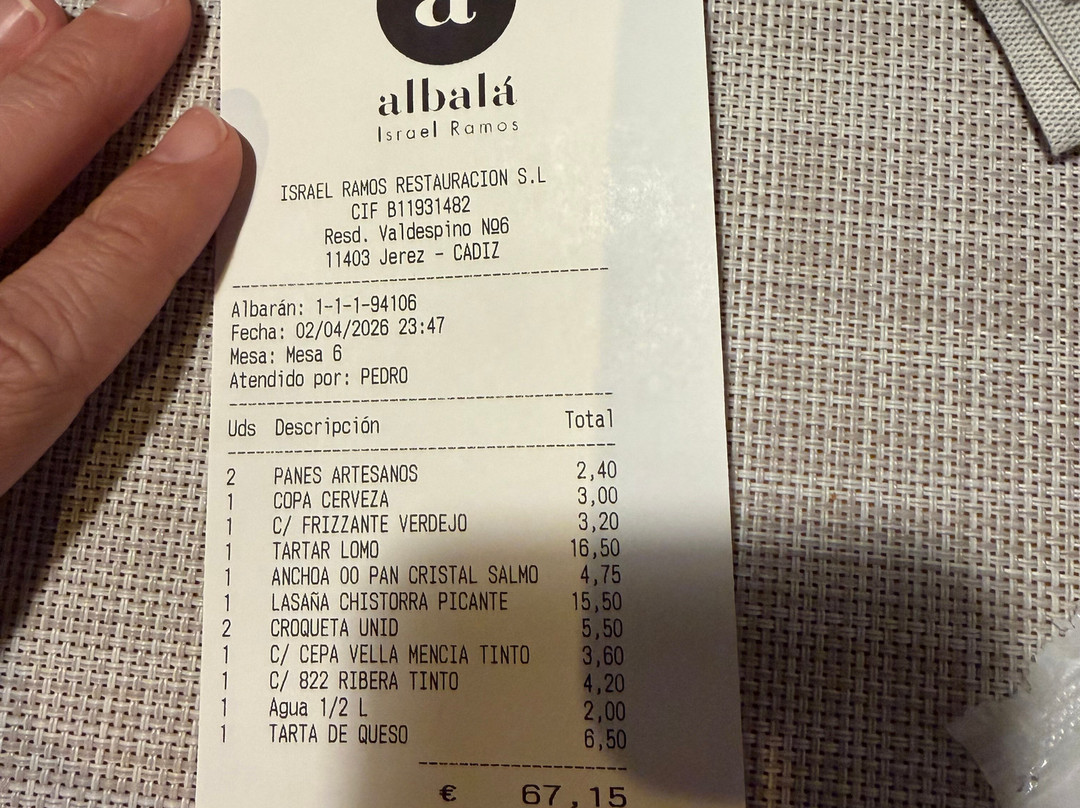 a
albalá
Israel Ramos
ISRAEL RAMOS RESTAURACION S.L
CIF B11931482
Resd. Valdespino Nº6
11403 Jerez - CADIZ
Albarán: 1-1-1-94106
Fecha: 02/04/2026 23:47
Mesa: Mesa 6
Atendido por: PEDRO
Uds Descripción Total
2 PANES ARTESANOS 2,40
1 COPA CERVEZA 3,00
1 C/ FRIZZANTE VERDEJO 3,20
1 TARTAR LOMO 16,50
1 ANCHOA OO PAN CRISTAL SALMO 4,75
1 LASAÑA CHISTORRA PICANTE 15,50
2 CROQUETA UNID 5,50
1 C/ CEPA VELLA MENCIA TINTO 3,60
1 C/ 822 RIBERA TINTO 4,20
1 Agua 1/2 L 2,00
1 TARTA DE QUESO 6,50
€ 67,15